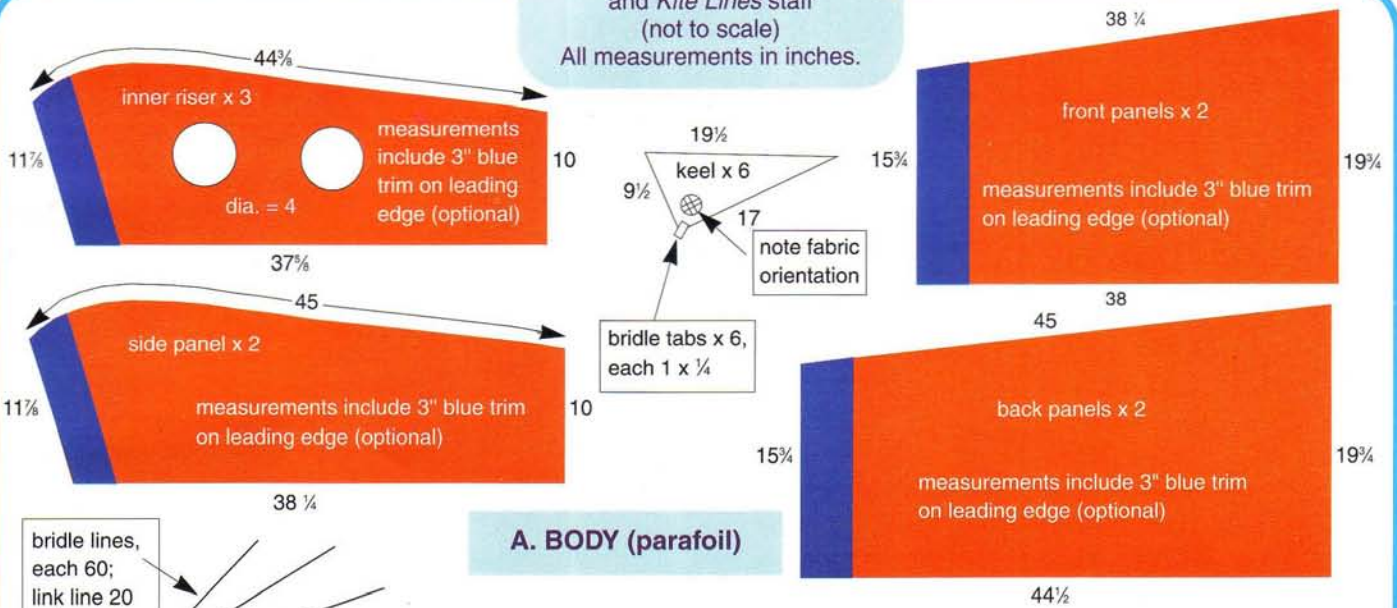 and Kite Lines staff
(not to scale)
All measurements in inches.
44⅜
inner riser x 3
measurements
include 3" blue
trim on leading
edge (optional)
dia. = 4
11⅞
10
37⅝
45
side panel x 2
measurements include 3" blue trim
on leading edge (optional)
11⅞
10
38 ¼
19½
keel x 6
9½
17
note fabric
orientation
bridle tabs x 6,
each 1 x ¼
38 ¼
front panels x 2
measurements include 3" blue trim
on leading edge (optional)
15¾
19¾
38
45
back panels x 2
measurements include 3" blue trim
on leading edge (optional)
15¾
19¾
44½
A. BODY (parafoil)
bridle lines,
each 60;
link line 20